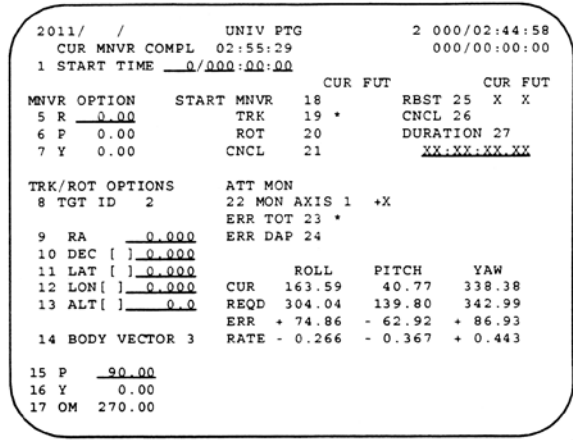 2011/   /   UNIV PTG   2 000/02:44:58
CUR MNVR COMPL 02:55:29   000/00:00:00
1 START TIME 0/000:00:00
CUR FUT   CUR FUT
MNVR OPTION   START MNVR 18   RBST 25 X X
5 R 0.00   TRK 19 *   CNCL 26
6 P 0.00   ROT 20   DURATION 27
7 Y 0.00   CNCL 21   XX:XX:XX.XX
TRK/ROT OPTIONS   ATT MON
8 TGT ID 2   22 MON AXIS 1 +X
ERR TOT 23 *
9 RA 0.000   ERR DAP 24
10 DEC [ ] 0.000
11 LAT [ ] 0.000   ROLL PITCH YAW
12 LON[ ] 0.000   CUR 163.59 40.77 338.38
13 ALT[ ] 0.0   REQD 304.04 139.80 342.99
ERR + 74.86 - 62.92 + 86.93
14 BODY VECTOR 3   RATE - 0.266 - 0.367 + 0.443
15 P 90.00
16 Y 0.00
17 OM 270.00